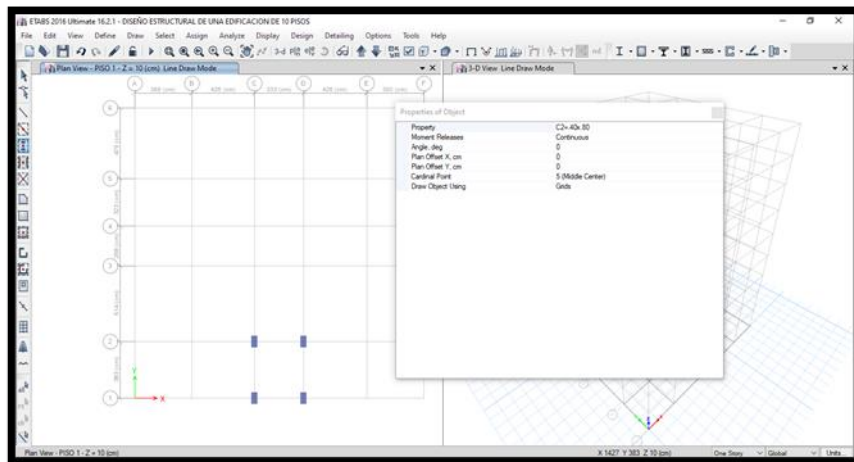 ETABS 2016 Ultimate 16.2.1 - DISEÑO ESTRUCTURAL DE UNA EDIFICACION DE 10 PISOS
File Edit View Define Draw Select Assign Analyze Display Design Detailing Options Tools Help
Plan View - PISO 1 - Z = 10 (cm) Line Draw Mode
3-D View Line Draw Mode
A B C D E F
6
5
4
3
2
1
Y
X
Properties of Object
Property C2=.40x.80
Moment Releases Continuous
Angle, deg 0
Plan Offset X, cm 0
Plan Offset Y, cm 0
Cardinal Point 5 (Middle Center)
Draw Object Using Grids
Plan View - PISO 1 - Z = 10 (cm)
X 1427 Y 383 Z 10 (cm) One Story Global Units...